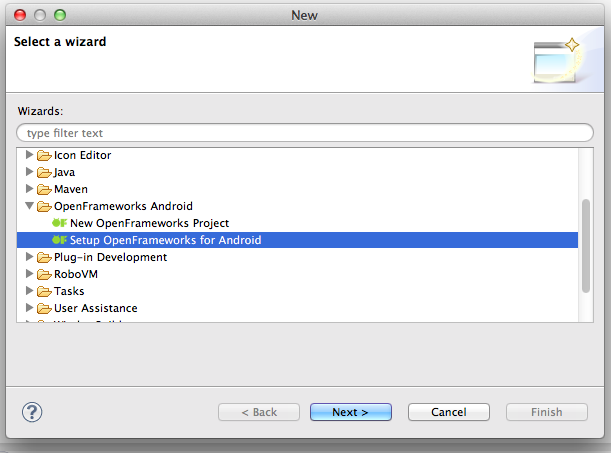 New
Select a wizard
Wizards:
type filter text
Icon Editor
Java
Maven
OpenFrameworks Android
New OpenFrameworks Project
Setup OpenFrameworks for Android
Plug-in Development
RoboVM
Tasks
User Assistance
? < Back Next > Cancel Finish